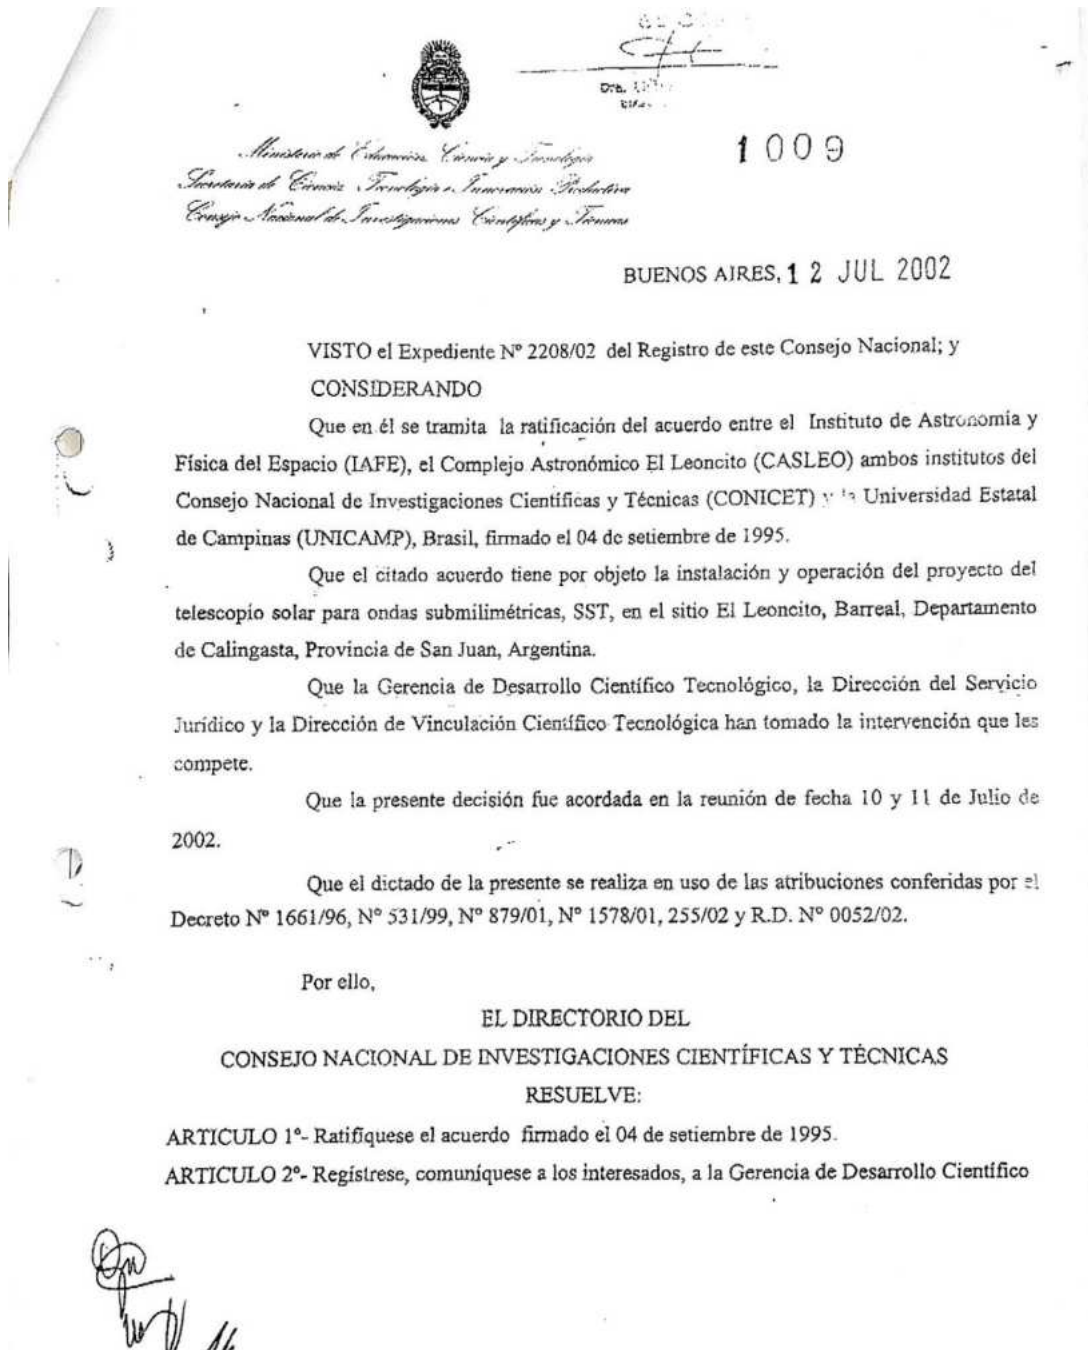 Dra.
1009
Ministerio de Educación, Ciencia y Tecnología
Secretaría de Ciencia, Tecnología e Innovación Productiva
Consejo Nacional de Investigaciones Científicas y Técnicas
BUENOS AIRES, 12 JUL 2002
VISTO el Expediente Nº 2208/02 del Registro de este Consejo Nacional; y
CONSIDERANDO
Que en él se tramita la ratificación del acuerdo entre el Instituto de Astronomía y
Física del Espacio (IAFE), el Complejo Astronómico El Leoncito (CASLEO) ambos institutos del
Consejo Nacional de Investigaciones Científicas y Técnicas (CONICET) y la Universidad Estatal
de Campinas (UNICAMP), Brasil, firmado el 04 de setiembre de 1995.
Que el citado acuerdo tiene por objeto la instalación y operación del proyecto del
telescopio solar para ondas submilimétricas, SST, en el sitio El Leoncito, Barreal, Departamento
de Calingasta, Provincia de San Juan, Argentina.
Que la Gerencia de Desarrollo Científico Tecnológico, la Dirección del Servicio
Jurídico y la Dirección de Vinculación Científico Tecnológica han tomado la intervención que les
compete.
Que la presente decisión fue acordada en la reunión de fecha 10 y 11 de Julio de
2002.
Que el dictado de la presente se realiza en uso de las atribuciones conferidas por el
Decreto Nº 1661/96, Nº 531/99, Nº 879/01, Nº 1578/01, 255/02 y R.D. Nº 0052/02.
Por ello,
EL DIRECTORIO DEL
CONSEJO NACIONAL DE INVESTIGACIONES CIENTÍFICAS Y TÉCNICAS
RESUELVE:
ARTICULO 1º- Ratifíquese el acuerdo firmado el 04 de setiembre de 1995.
ARTICULO 2º- Regístrese, comuníquese a los interesados, a la Gerencia de Desarrollo Científico